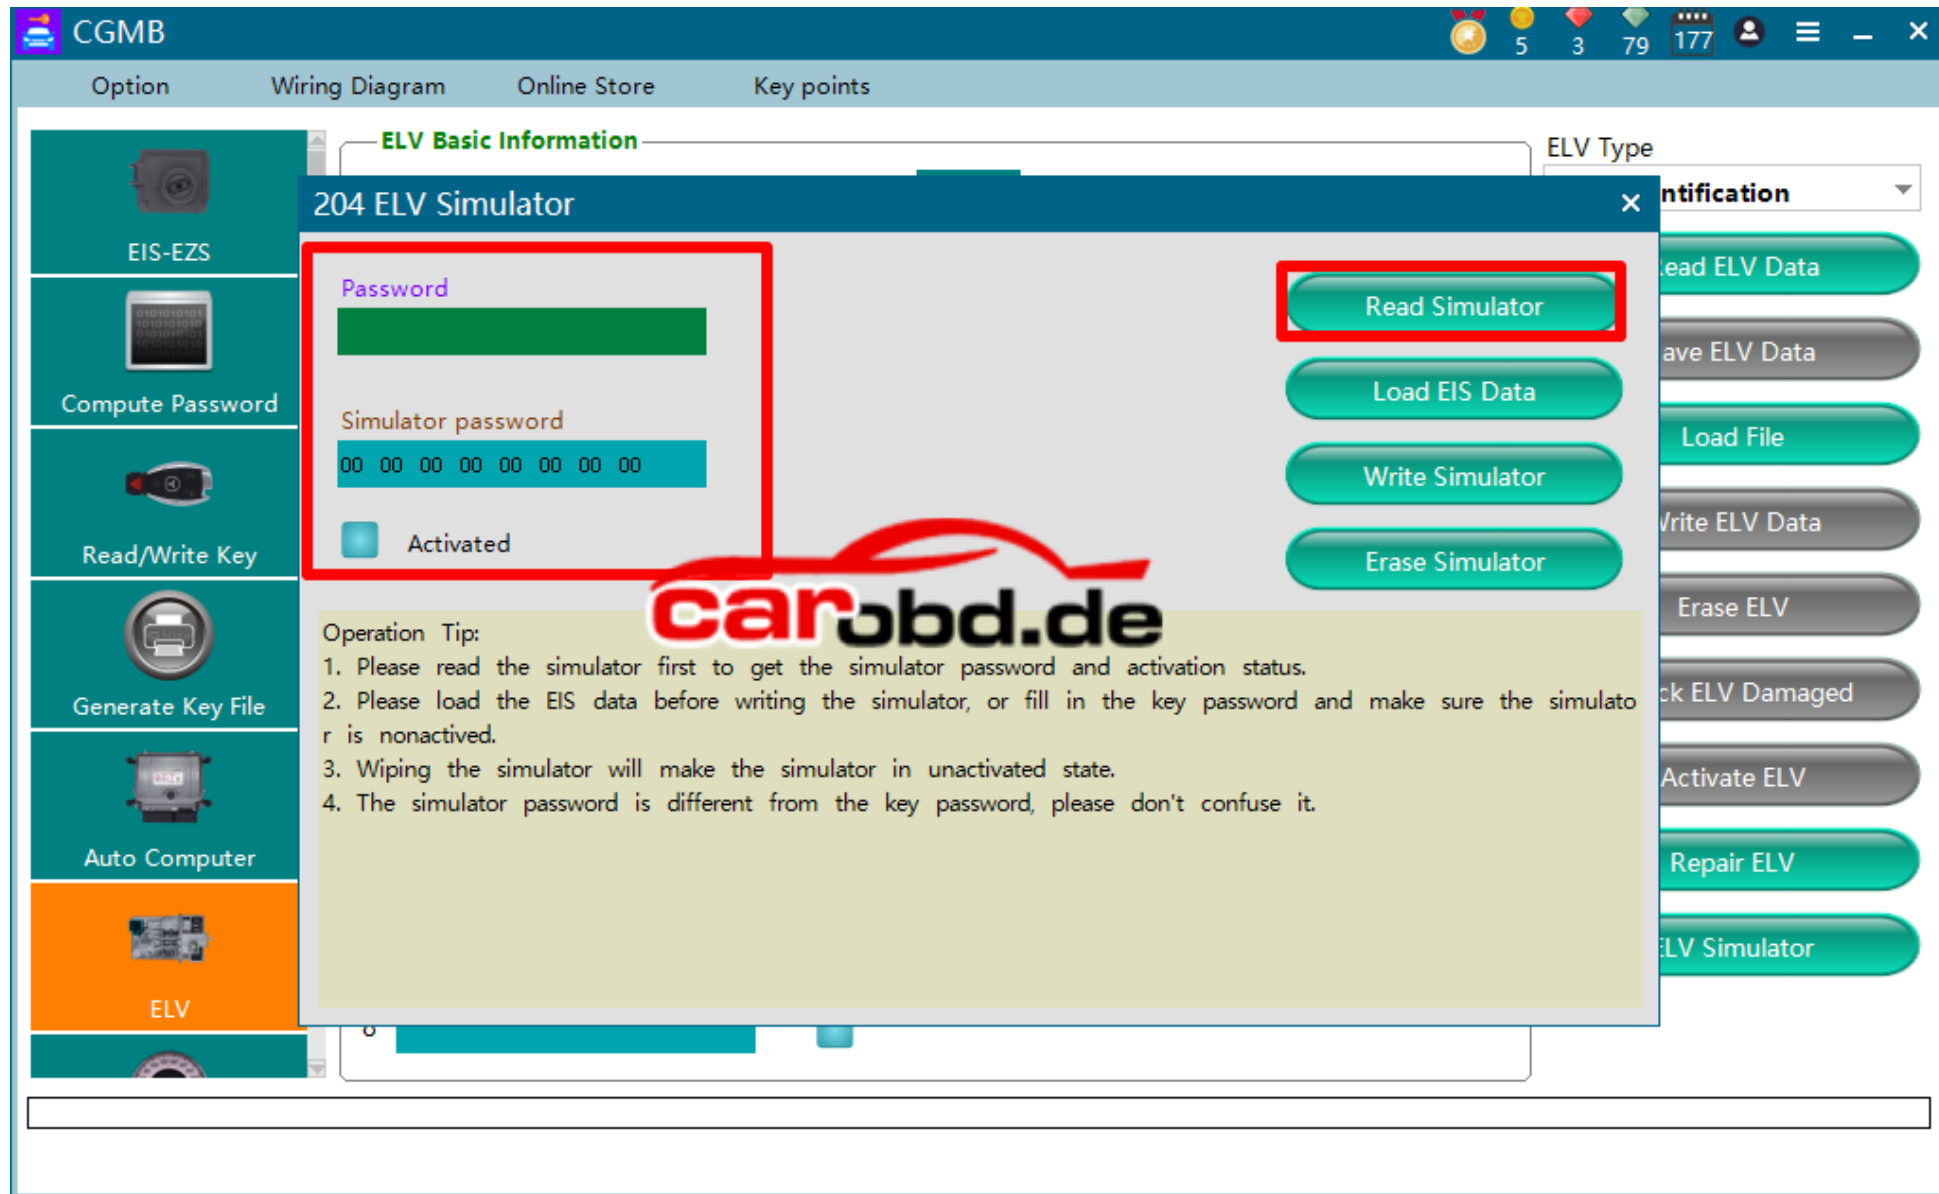 CGMB
5 3 79 177
Option Wiring Diagram Online Store Key points
ELV Basic Information
ELV Type
ntification
204 ELV Simulator
EIS-EZS
Compute Password
Read/Write Key
Generate Key File
Auto Computer
ELV
Password
Simulator password
00 00 00 00 00 00 00 00
Activated
Read Simulator
Load EIS Data
Write Simulator
Erase Simulator
carobd.de
Operation Tip:
1. Please read the simulator first to get the simulator password and activation status.
2. Please load the EIS data before writing the simulator, or fill in the key password and make sure the simulato
r is nonactived.
3. Wiping the simulator will make the simulator in unactivated state.
4. The simulator password is different from the key password, please don't confuse it.
ead ELV Data
ave ELV Data
Load File
Write ELV Data
Erase ELV
ck ELV Damaged
Activate ELV
Repair ELV
ELV Simulator